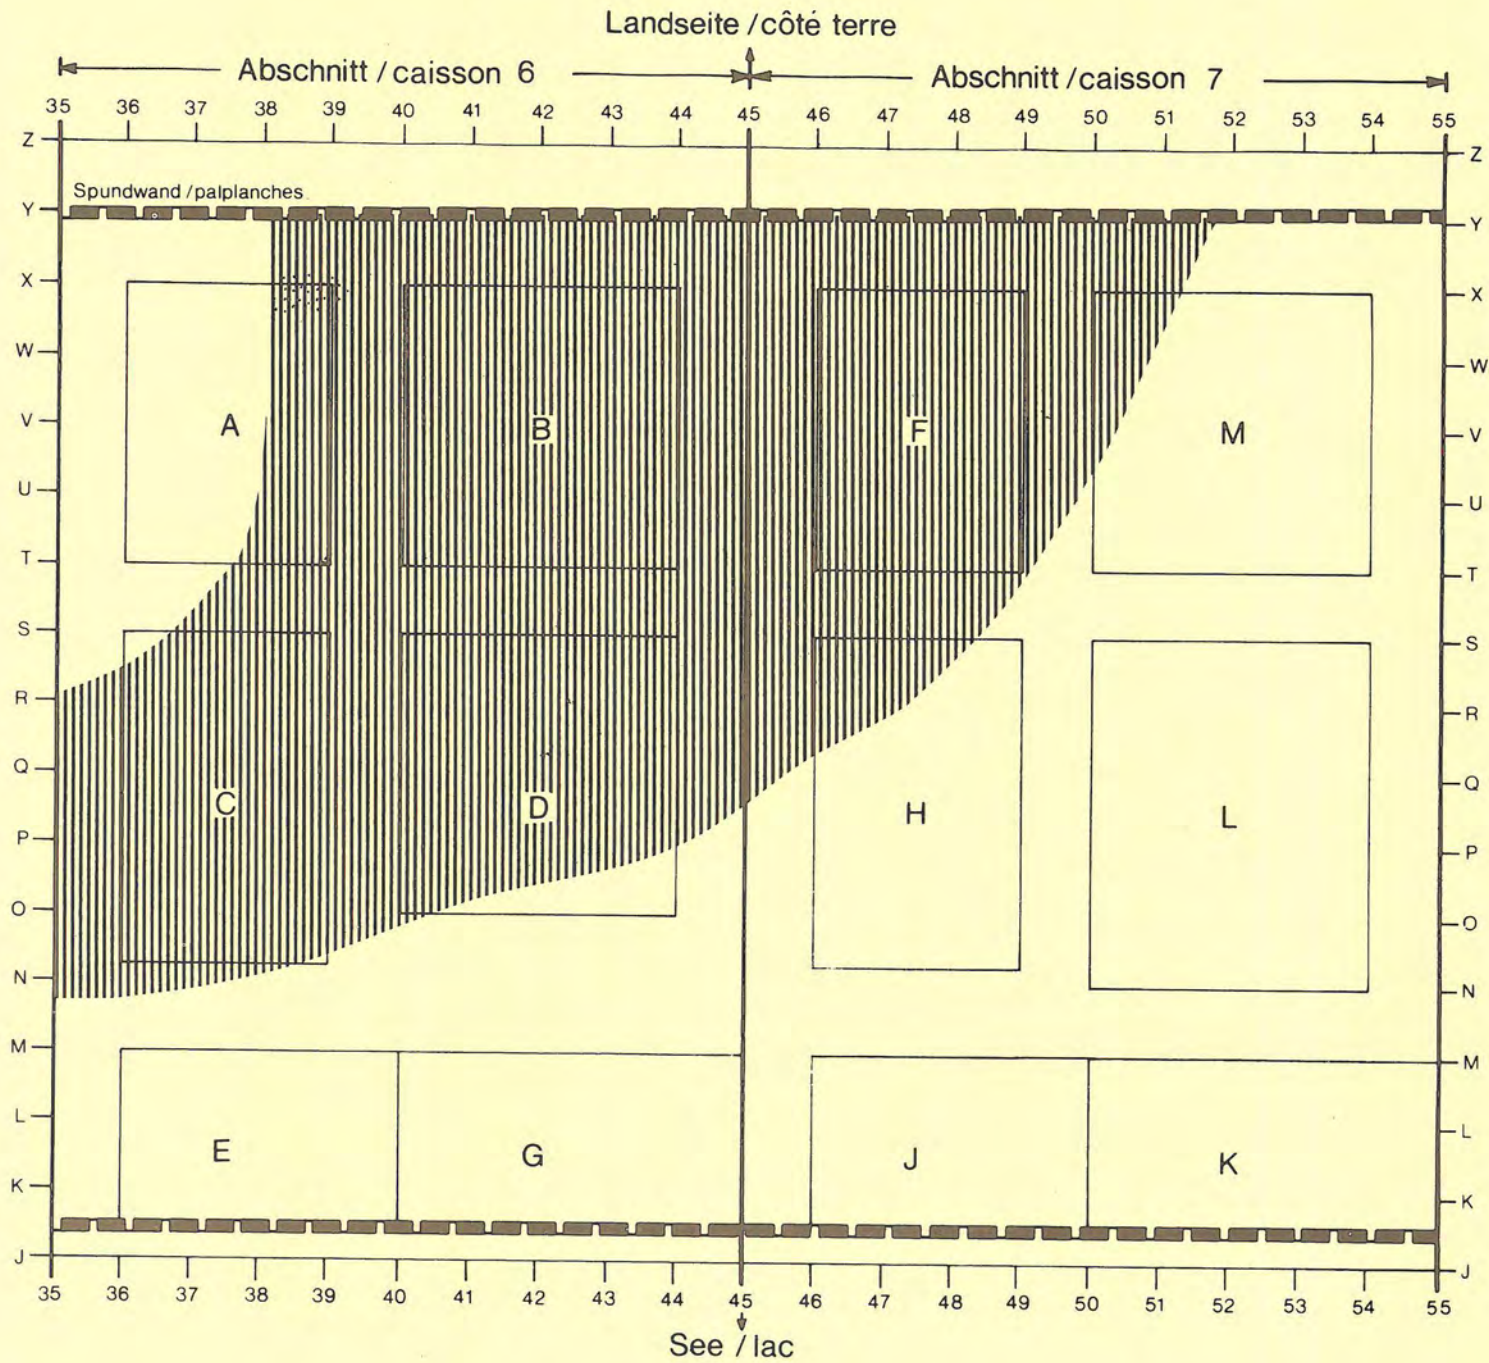 Landseite / côté terre
Abschnitt / caisson 6
Abschnitt / caisson 7
35 36 37 38 39 40 41 42 43 44 45 46 47 48 49 50 51 52 53 54 55
Z Z
Spundwand / palplanches
Y Y
X X
W W
A B F M
V V
U U
T T
S S
R R
Q Q
C D H L
P P
O O
N N
M M
L L
E G J K
K K
J J
35 36 37 38 39 40 41 42 43 44 45 46 47 48 49 50 51 52 53 54 55
See / lac